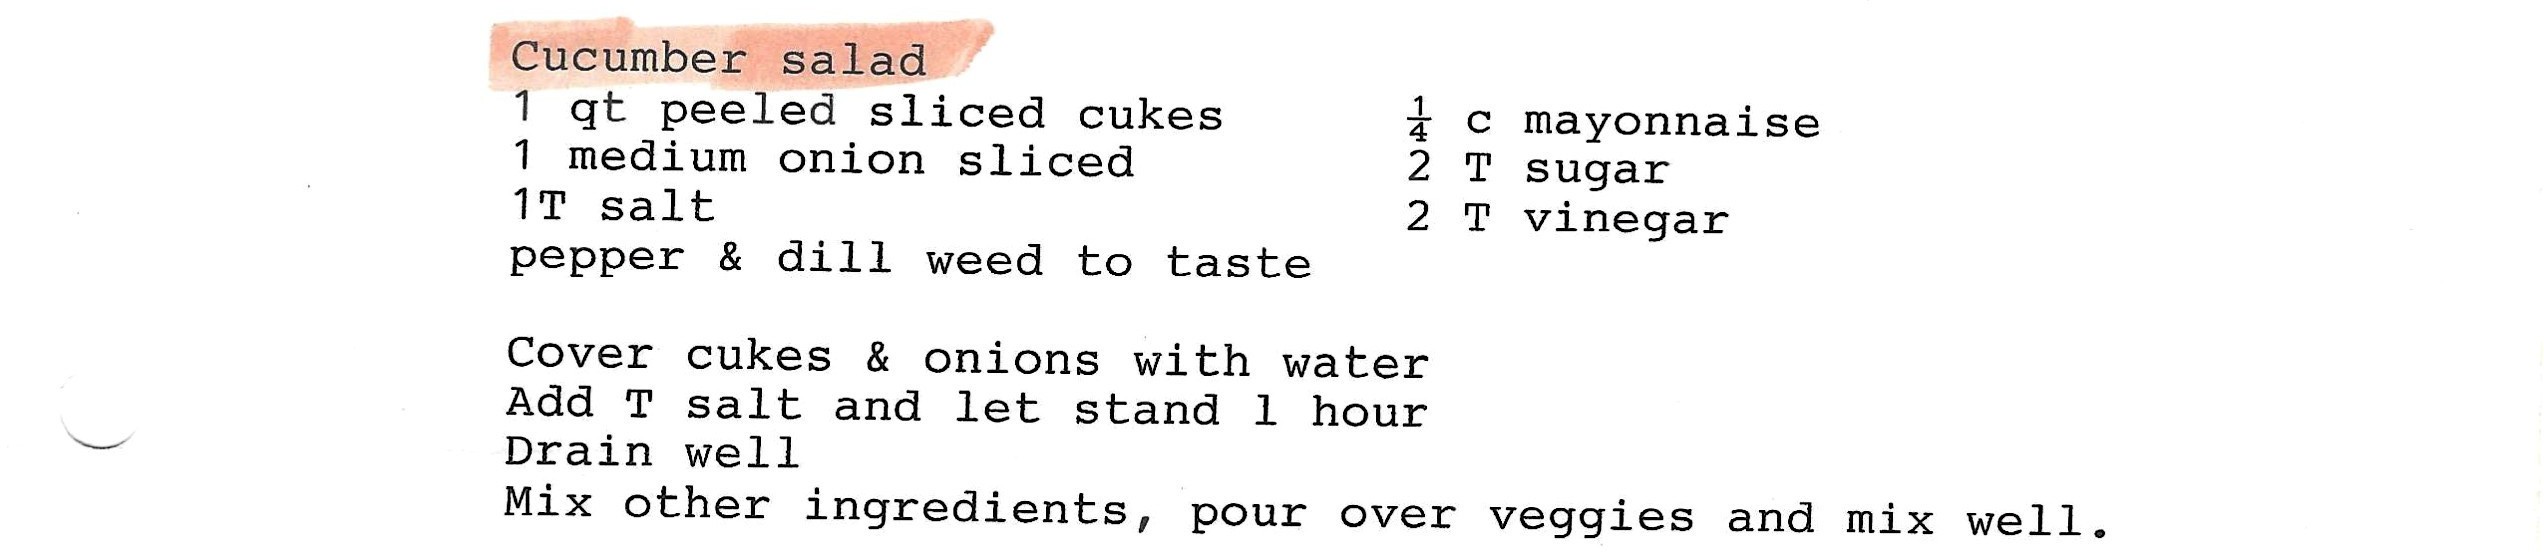 Cucumber salad
1 qt peeled sliced cukes
1 medium onion sliced
1T salt
pepper & dill weed to taste
¼ c mayonnaise
2 T sugar
2 T vinegar
Cover cukes & onions with water
Add T salt and let stand 1 hour
Drain well
Mix other ingredients, pour over veggies and mix well.